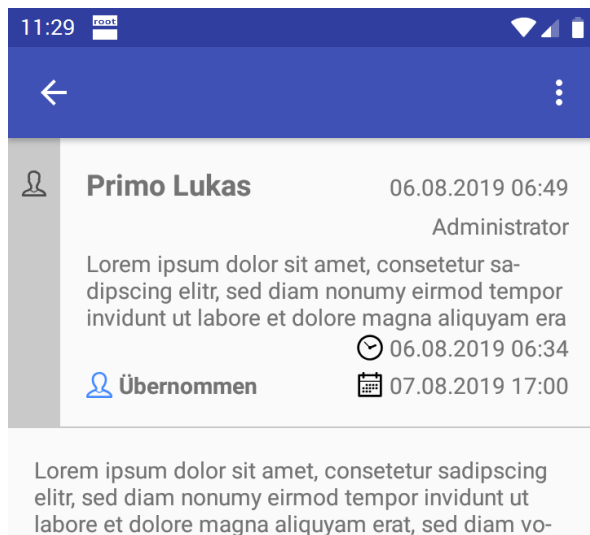 11:29 root
Primo Lukas 06.08.2019 06:49
Administrator
Lorem ipsum dolor sit amet, consetetur sa-
dipscing elitr, sed diam nonumy eirmod tempor
invidunt ut labore et dolore magna aliquyam era
06.08.2019 06:34
Übernommen 07.08.2019 17:00
Lorem ipsum dolor sit amet, consetetur sadipscing
elitr, sed diam nonumy eirmod tempor invidunt ut
labore et dolore magna aliquyam erat, sed diam vo-